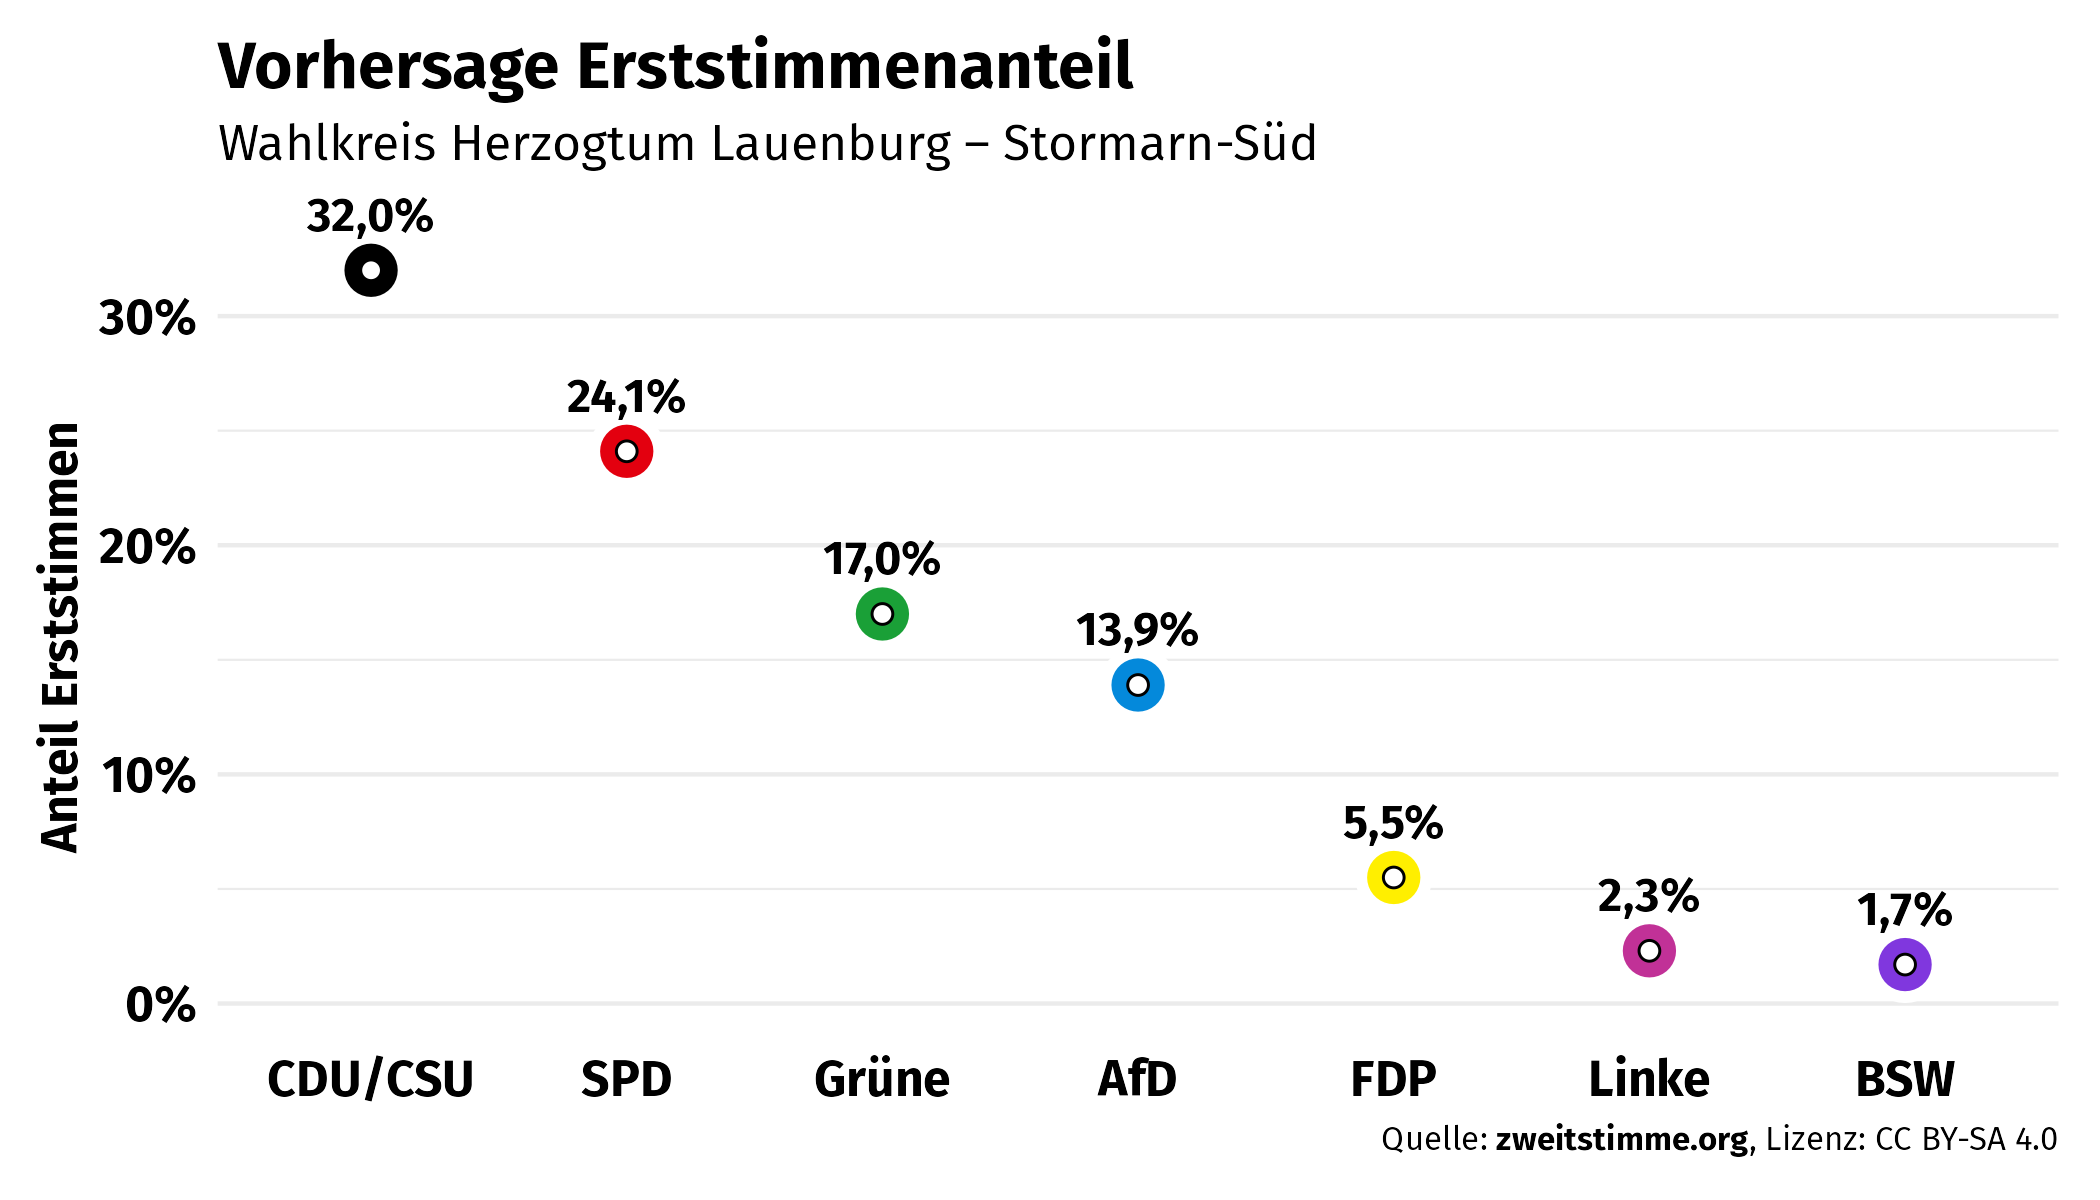 Vorhersage Erststimmenanteil
Wahlkreis Herzogtum Lauenburg – Stormarn-Süd
32,0%
30%
24,1%
20%
17,0%
13,9%
10%
5,5%
2,3%
1,7%
0%
Anteil Erststimmen
CDU/CSU SPD Grüne AfD FDP Linke BSW
Quelle: zweitstimme.org, Lizenz: CC BY-SA 4.0